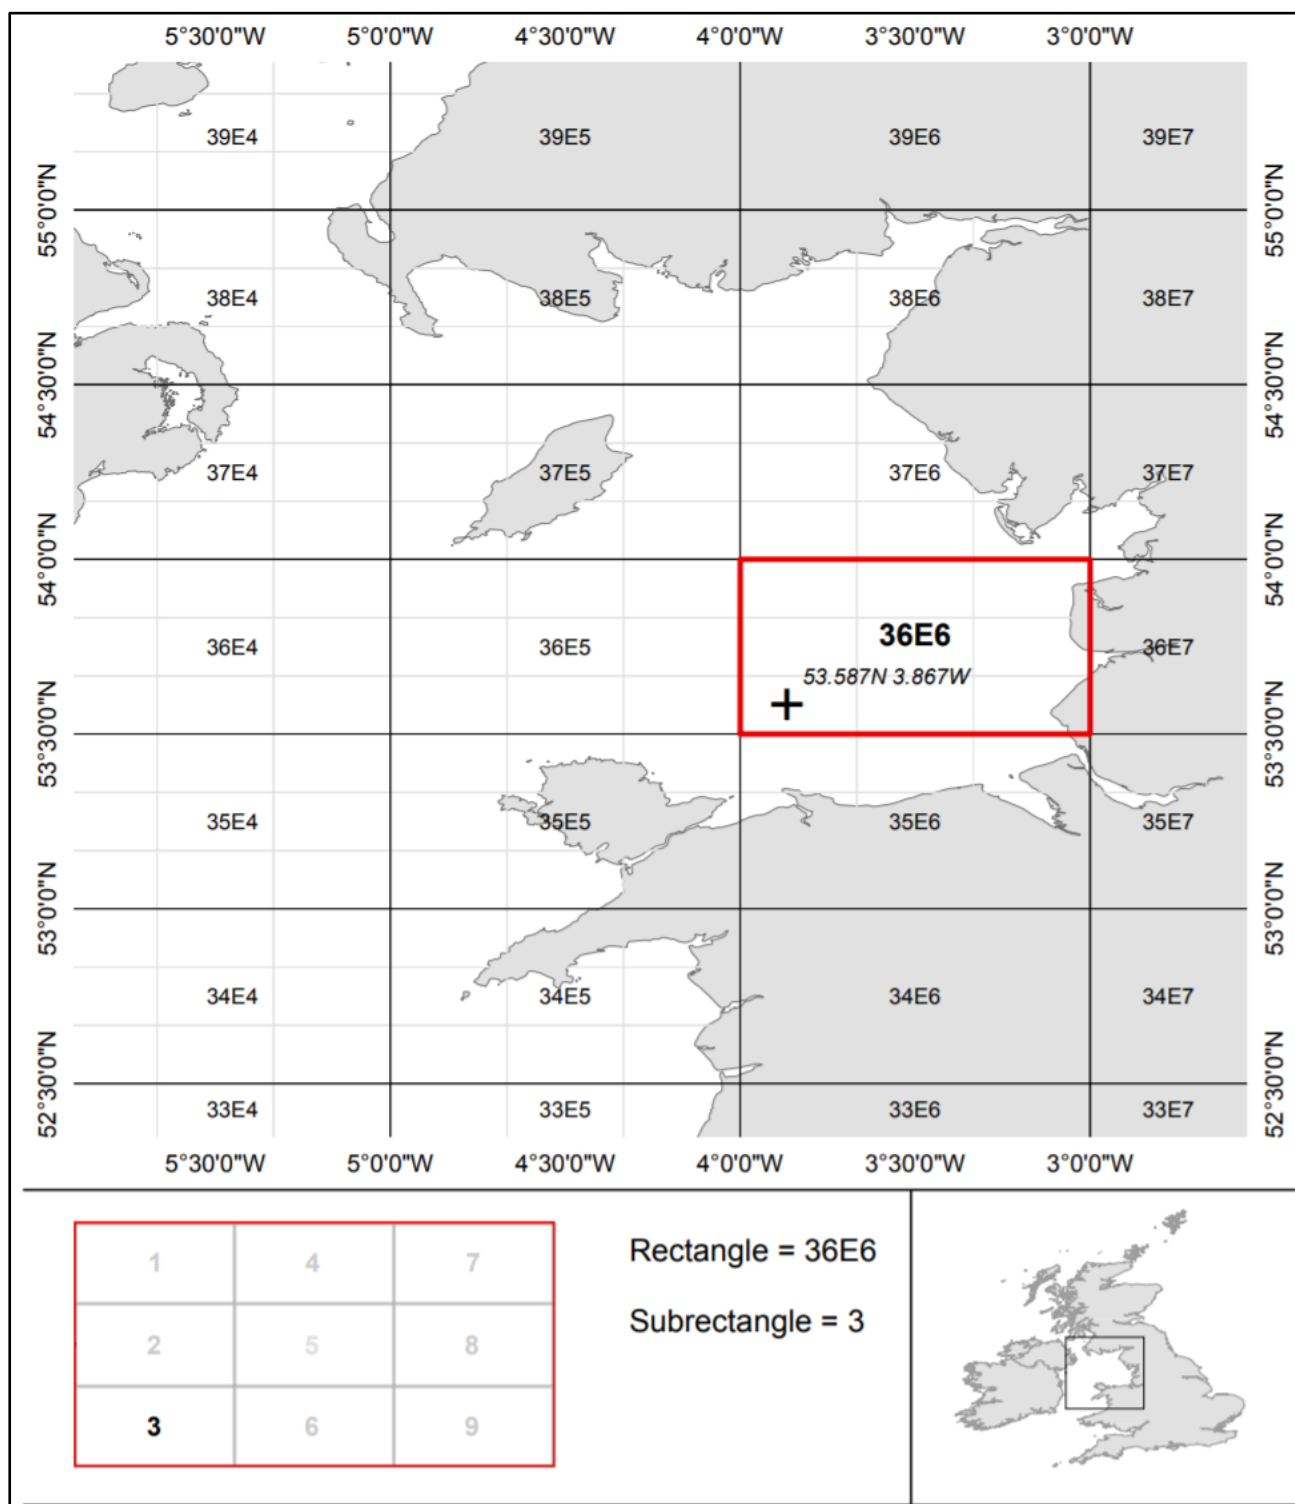 5°30'0"W 5°0'0"W 4°30'0"W 4°0'0"W 3°30'0"W 3°0'0"W
39E4 39E5 39E6 39E7
55°0'0"N 55°0'0"N
38E4 38E5 38E6 38E7
54°30'0"N 54°30'0"N
37E4 37E5 37E6 37E7
54°0'0"N 54°0'0"N
36E6
36E4 36E5 36E7
53.587N 3.867W
53°30'0"N 53°30'0"N
35E4 35E5 35E6 35E7
53°0'0"N 53°0'0"N
34E4 34E5 34E6 34E7
52°30'0"N 52°30'0"N
33E4 33E5 33E6 33E7
5°30'0"W 5°0'0"W 4°30'0"W 4°0'0"W 3°30'0"W 3°0'0"W
1 4 7
2 5 8
3 6 9
Rectangle = 36E6
Subrectangle = 3